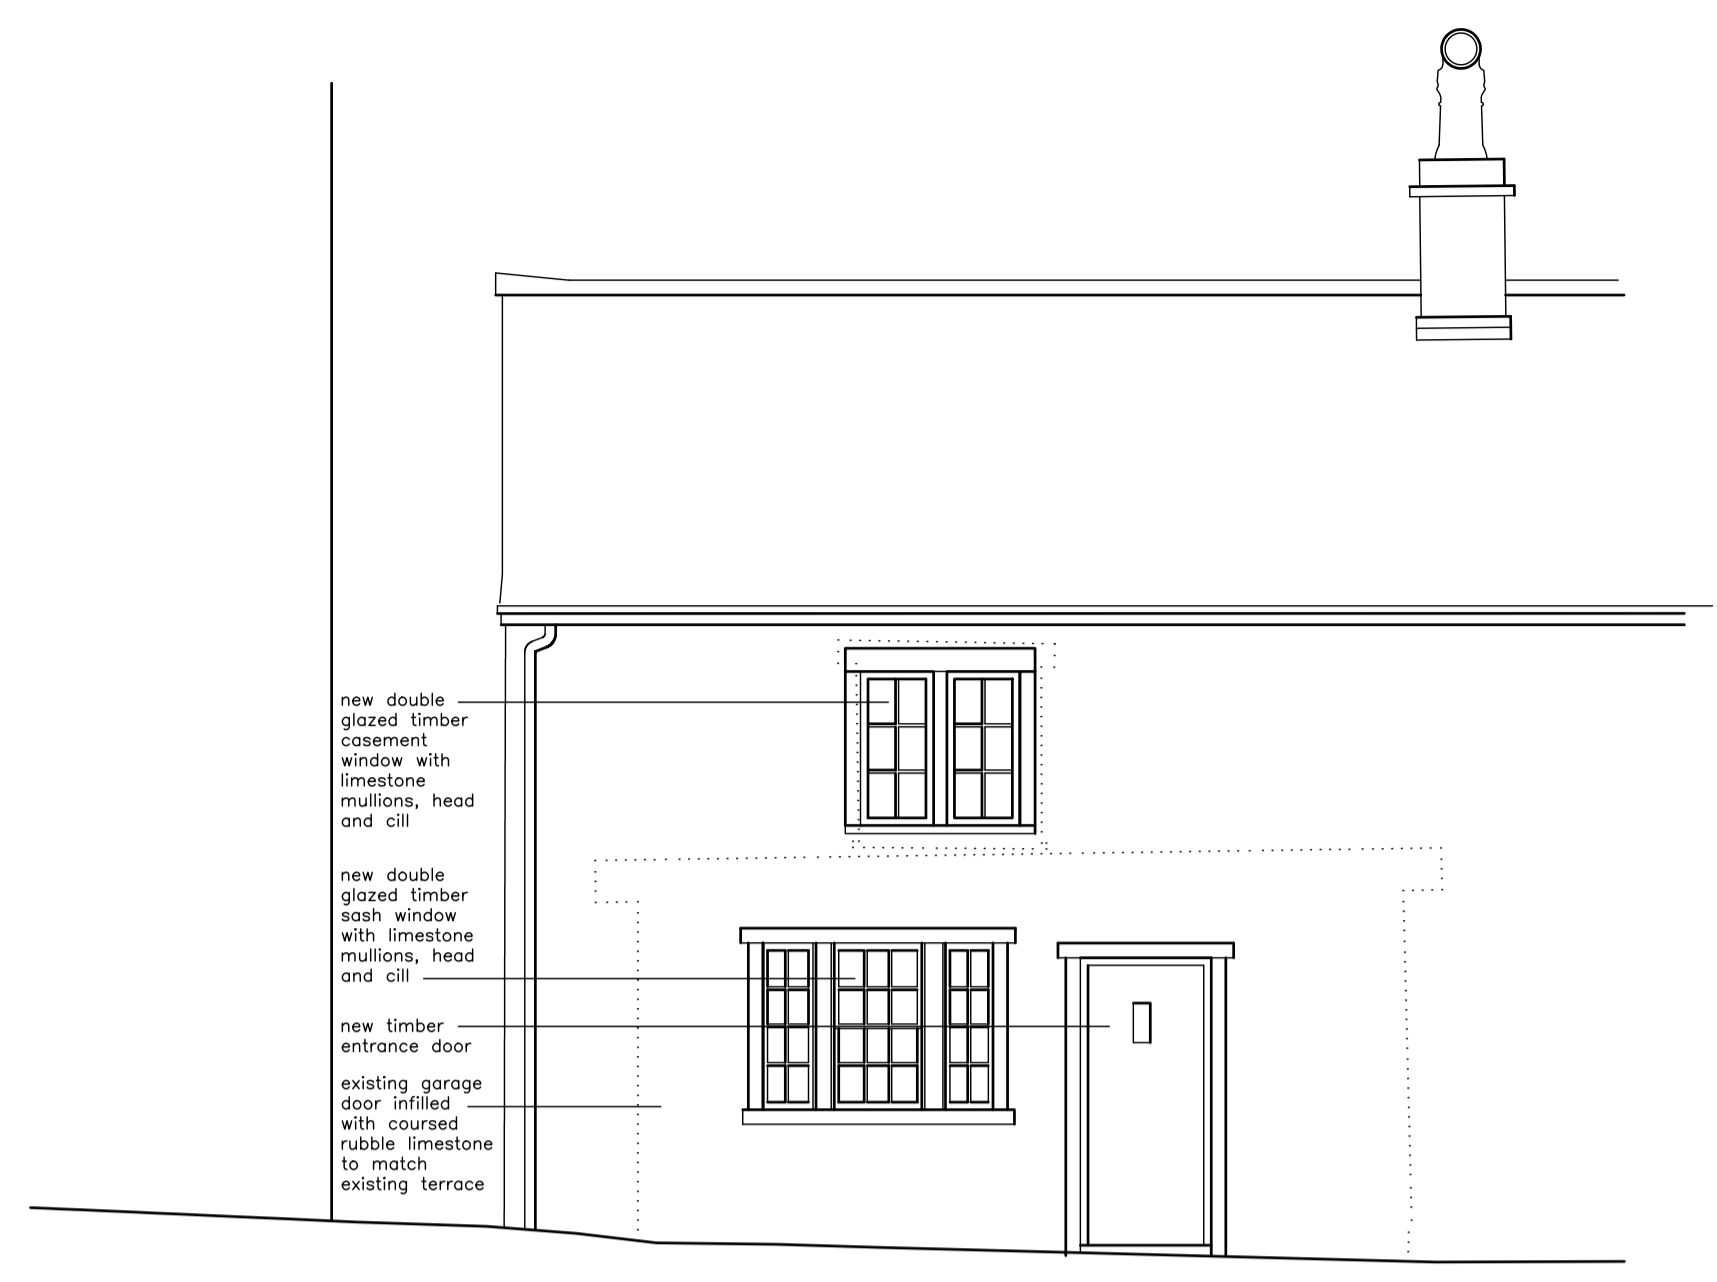 new double
glazed timber
casement
window with
limestone
mullions, head
and cill
new double
glazed timber
sash window
with limestone
mullions, head
and cill
new timber
entrance door
existing garage
door infilled
with coursed
rubble limestone
to match
existing terrace